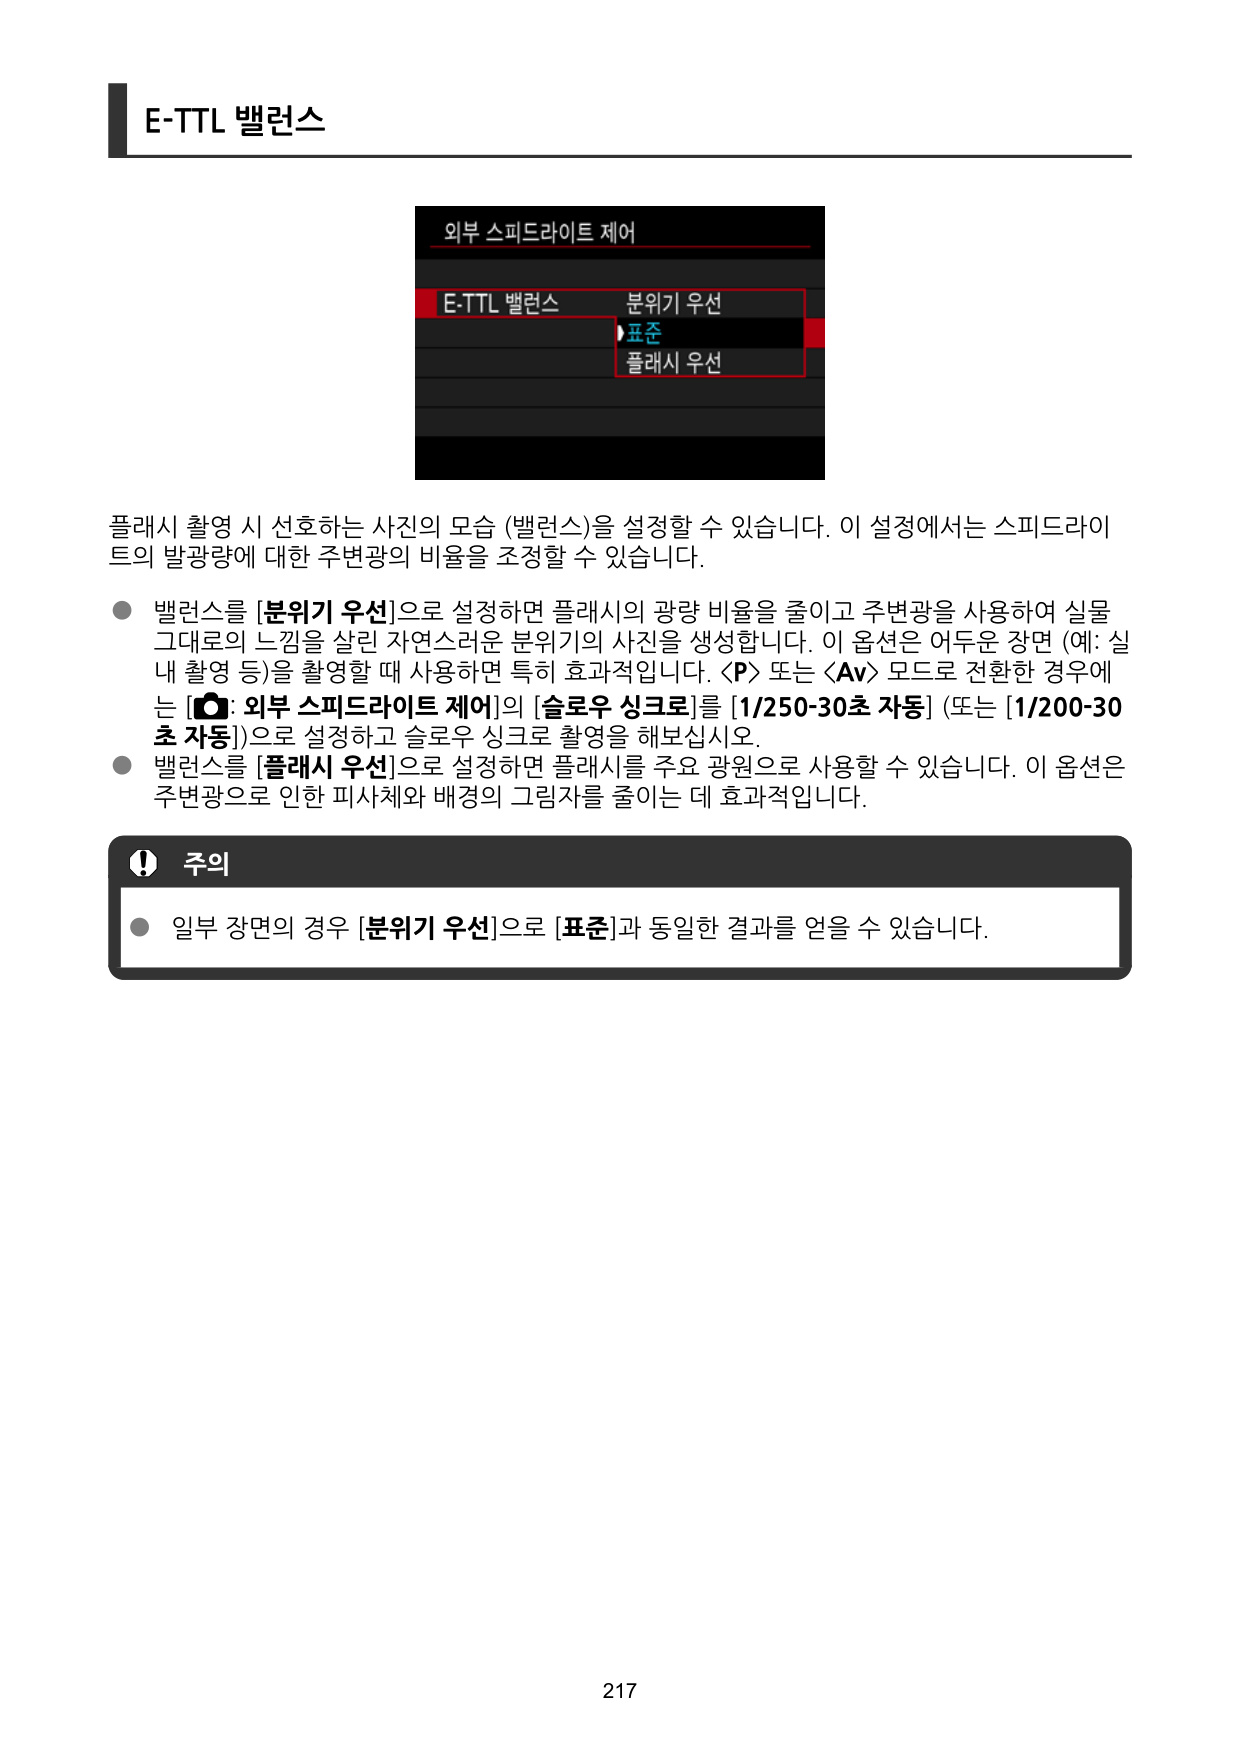 E-TTL 밸런스
외부 스피드라이트 제어
E-TTL 밸런스 분위기 우선
표준
플래시 우선
플래시 촬영 시 선호하는 사진의 모습 (밸런스)을 설정할 수 있습니다. 이 설정에서는 스피드라이
트의 발광량에 대한 주변광의 비율을 조정할 수 있습니다.
● 밸런스를 [분위기 우선]으로 설정하면 플래시의 광량 비율을 줄이고 주변광을 사용하여 실물
그대로의 느낌을 살린 자연스러운 분위기의 사진을 생성합니다. 이 옵션은 어두운 장면 (예: 실
내 촬영 등)을 촬영할 때 사용하면 특히 효과적입니다. <P> 또는 <Av> 모드로 전환한 경우에
는 [: 외부 스피드라이트 제어]의 [슬로우 싱크로]를 [1/250-30초 자동] (또는 [1/200-30
초 자동])으로 설정하고 슬로우 싱크로 촬영을 해보십시오.
● 밸런스를 [플래시 우선]으로 설정하면 플래시를 주요 광원으로 사용할 수 있습니다. 이 옵션은
주변광으로 인한 피사체와 배경의 그림자를 줄이는 데 효과적입니다.
주의
● 일부 장면의 경우 [분위기 우선]으로 [표준]과 동일한 결과를 얻을 수 있습니다.
217